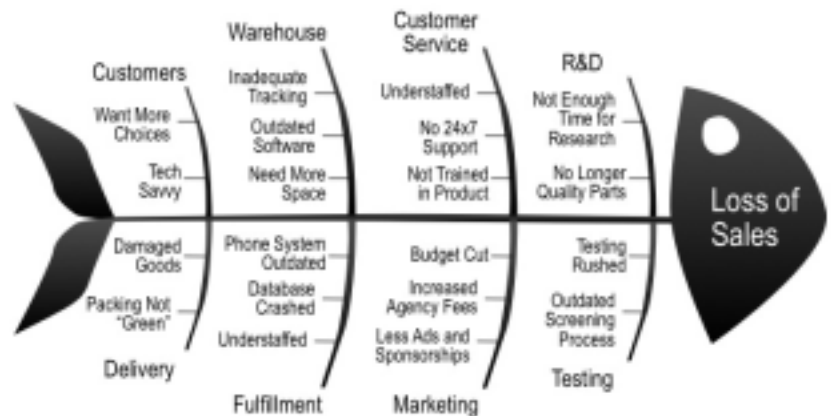 Customers
Want More
Choices
Tech
Savvy
Warehouse
Inadequate
Tracking
Outdated
Software
Need More
Space
Customer
Service
Understaffed
No 24x7
Support
Not Trained
in Product
R&D
Not Enough
Time for
Research
No Longer
Quality Parts
Loss of
Sales
Damaged
Goods
Packing Not
“Green”
Delivery
Phone System
Outdated
Database
Crashed
Understaffed
Fulfillment
Budget Cut
Increased
Agency Fees
Less Ads and
Sponsorships
Marketing
Testing
Rushed
Outdated
Screening
Process
Testing